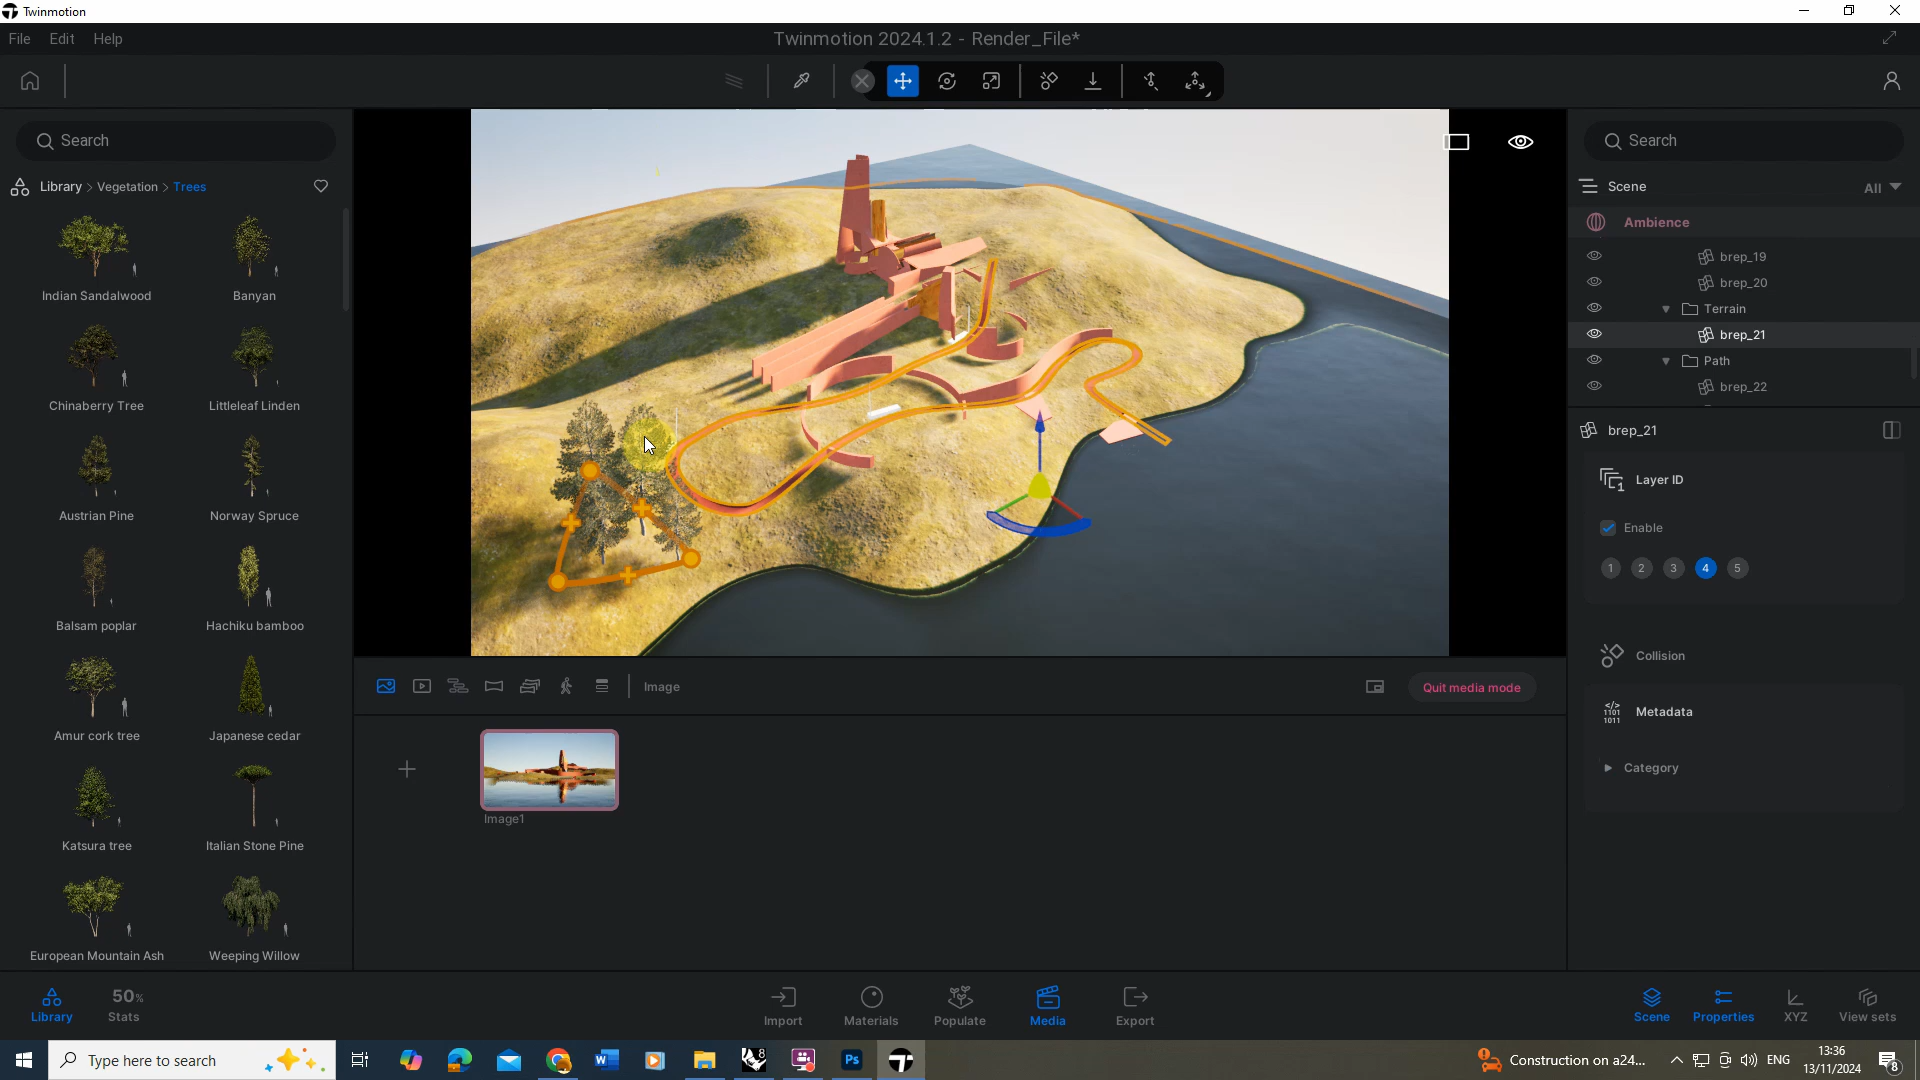 Twinmotion
File Edit Help
Twinmotion 2024.1.2 - Render_File*
Search
Library > Vegetation > Trees
Indian Sandalwood
Banyan
Chinaberry Tree
Littleleaf Linden
Austrian Pine
Norway Spruce
Balsam poplar
Hachiku bamboo
Amur cork tree
Japanese cedar
Katsura tree
Italian Stone Pine
European Mountain Ash
Weeping Willow
Library
50%
Stats
Image
Quit media mode
Image1
Import
Materials
Populate
Media
Export
Search
Scene
All
Ambience
brep_19
brep_20
Terrain
brep_21
Path
brep_22
brep_21
Layer ID
Enable
1 2 3 4 5
Collision
Metadata
Category
Scene
Properties
XYZ
View sets
Type here to search
Construction on a24...
ENG
13:36
13/11/2024
8